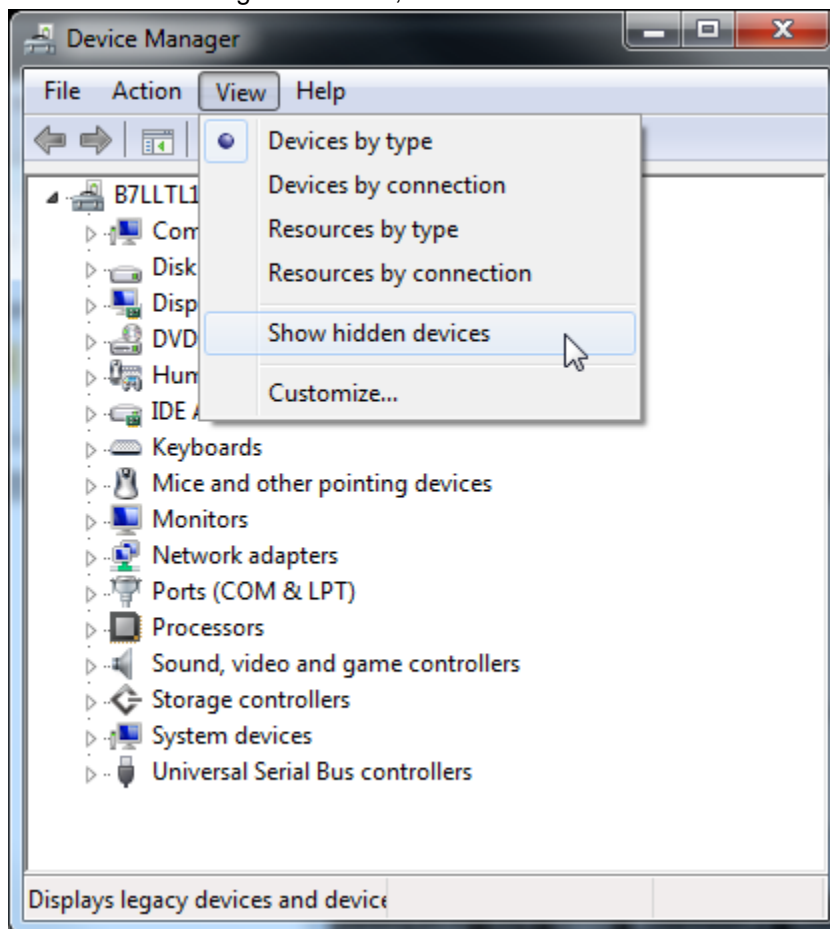 Device Manager
File Action View Help
Devices by type
Devices by connection
Resources by type
Resources by connection
Show hidden devices
Customize...
B7LLTL1
Com
Disk
Disp
DVD
Hum
IDE A
Keyboards
Mice and other pointing devices
Monitors
Network adapters
Ports (COM & LPT)
Processors
Sound, video and game controllers
Storage controllers
System devices
Universal Serial Bus controllers
Displays legacy devices and device